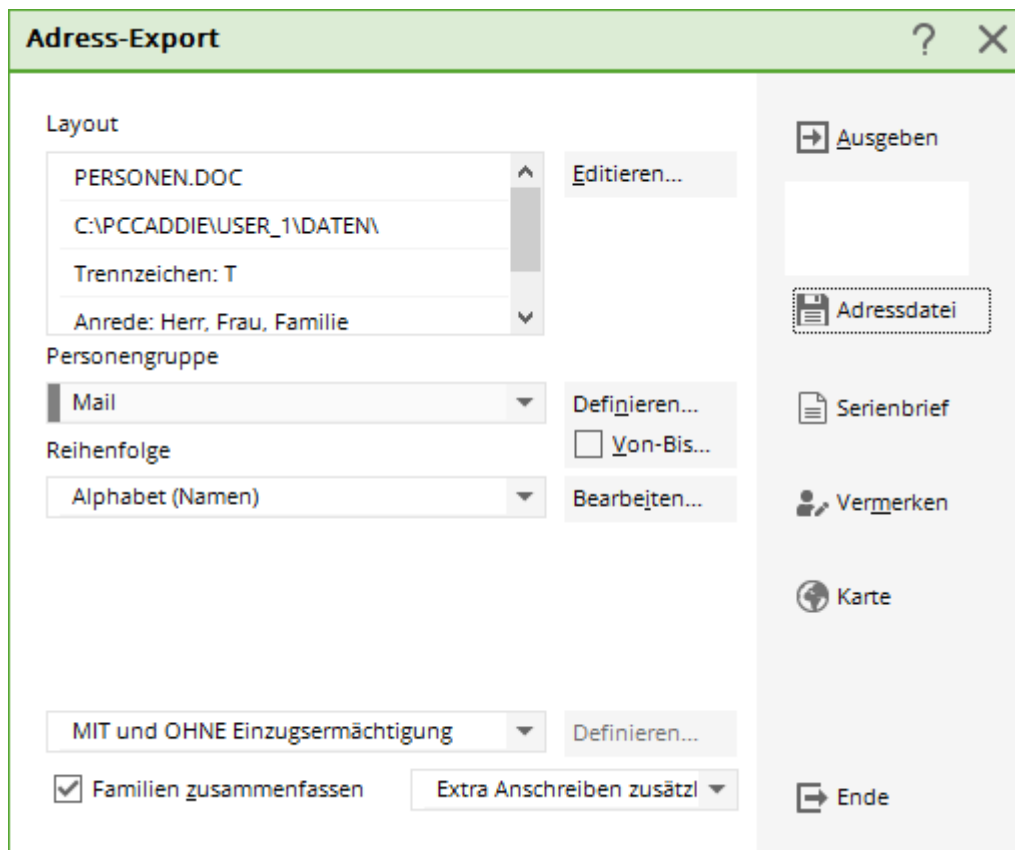 Adress-Export
Layout
PERSONEN.DOC
C:\PCCADDIE\USER_1\DATEN\
Trennzeichen: T
Anrede: Herr, Frau, Familie
Editieren...
Personengruppe
Mail
Definieren...
Von-Bis...
Reihenfolge
Alphabet (Namen)
Bearbeiten...
MIT und OHNE Einzugsermächtigung
Definieren...
Familien zusammenfassen
Extra Anschreiben zusätzl
Ausgeben
Adressdatei
Serienbrief
Vermerken
Karte
Ende